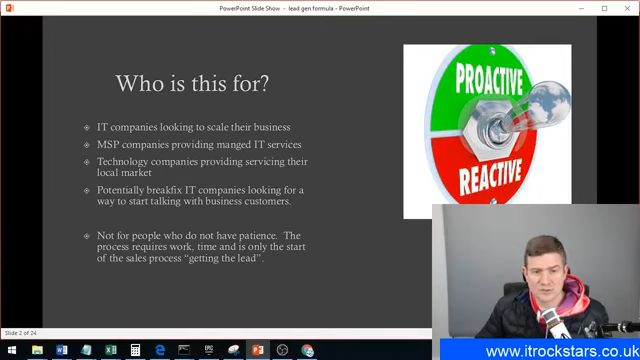 PowerPoint Slide Show - lead gen formula - PowerPoint
Who is this for?
IT companies looking to scale their business
MSP companies providing manged IT services
Technology companies providing servicing their
local market
Potentially breakfix IT companies looking for a
way to start talking with business customers.
Not for people who do not have patience. The
process requires work, time and is only the start
of the sales process “getting the lead”.
PROACTIVE
REACTIVE
Slide 2 of 24
www.itrockstars.co.uk